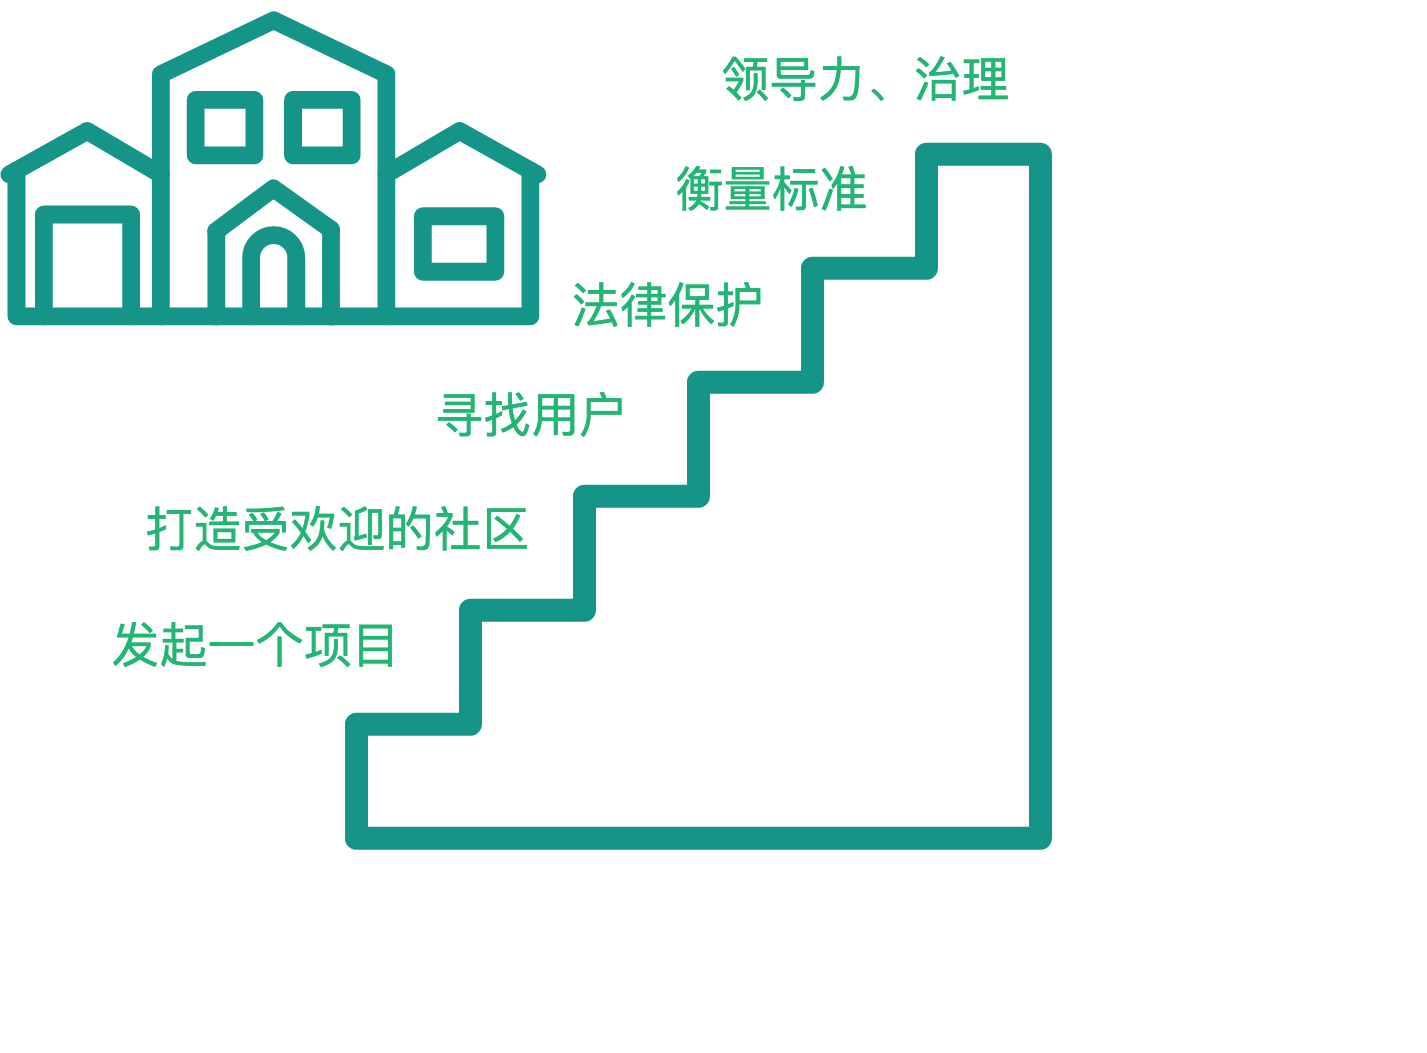 领导力、治理
衡量标准
法律保护
寻找用户
打造受欢迎的社区
发起一个项目